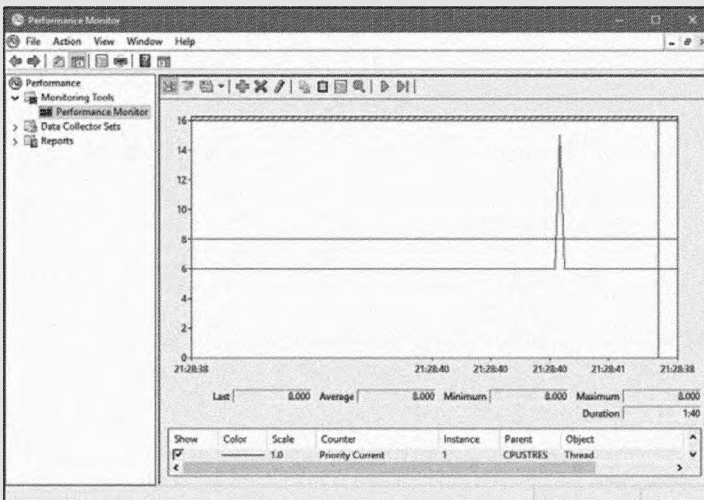 Performance Monitor
File Action View Window Help
Performance
Monitoring Tools
Performance Monitor
Data Collector Sets
Reports
16
14
12
10
8
6
4
2
0
21:28:38 21:28:40 21:28:40 21:28:40 21:28:41 21:28:38
Last 8.000 Average 8.000 Minimum 8.000 Maximum 8.000
Duration 1:40
Show Color Scale Counter Instance Parent Object
1.0 Priority Current 1 CPUSTRES Thread